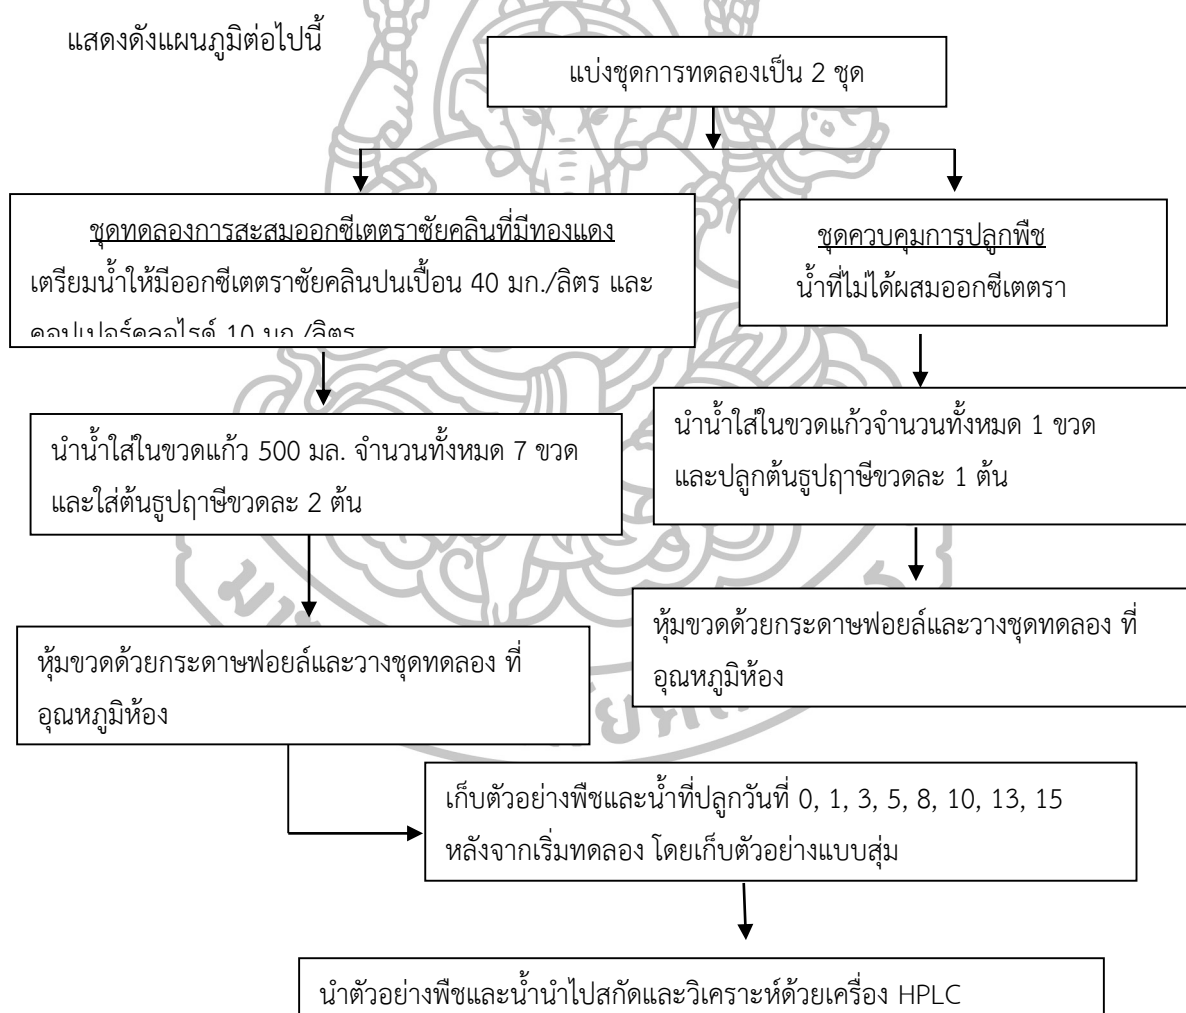 แสดงดังแผนภูมิต่อไปนี้
แบ่งชุดการทดลองเป็น 2 ชุด
ชุดทดลองการสะสมออกซีเตตราซัยคลินที่มีทองแดง
เตรียมน้ำให้มีออกซีเตตราซัยคลินปนเปื้อน 40 มก./ลิตร และ
คอปเปอร์คลอไรด์ 10 มก./ลิตร
ชุดควบคุมการปลูกพืช
น้ำที่ไม่ได้ผสมออกซีเตตรา
นำน้ำใส่ในขวดแก้ว 500 มล. จำนวนทั้งหมด 7 ขวด
และใส่ต้นธูปฤาษีขวดละ 2 ต้น
นำน้ำใส่ในขวดแก้วจำนวนทั้งหมด 1 ขวด
และปลูกต้นธูปฤาษีขวดละ 1 ต้น
หุ้มขวดด้วยกระดาษฟอยล์และวางชุดทดลอง ที่
อุณหภูมิห้อง
หุ้มขวดด้วยกระดาษฟอยล์และวางชุดทดลอง ที่
อุณหภูมิห้อง
เก็บตัวอย่างพืชและน้ำที่ปลูกวันที่ 0, 1, 3, 5, 8, 10, 13, 15
หลังจากเริ่มทดลอง โดยเก็บตัวอย่างแบบสุ่ม
นำตัวอย่างพืชและน้ำนำไปสกัดและวิเคราะห์ด้วยเครื่อง HPLC